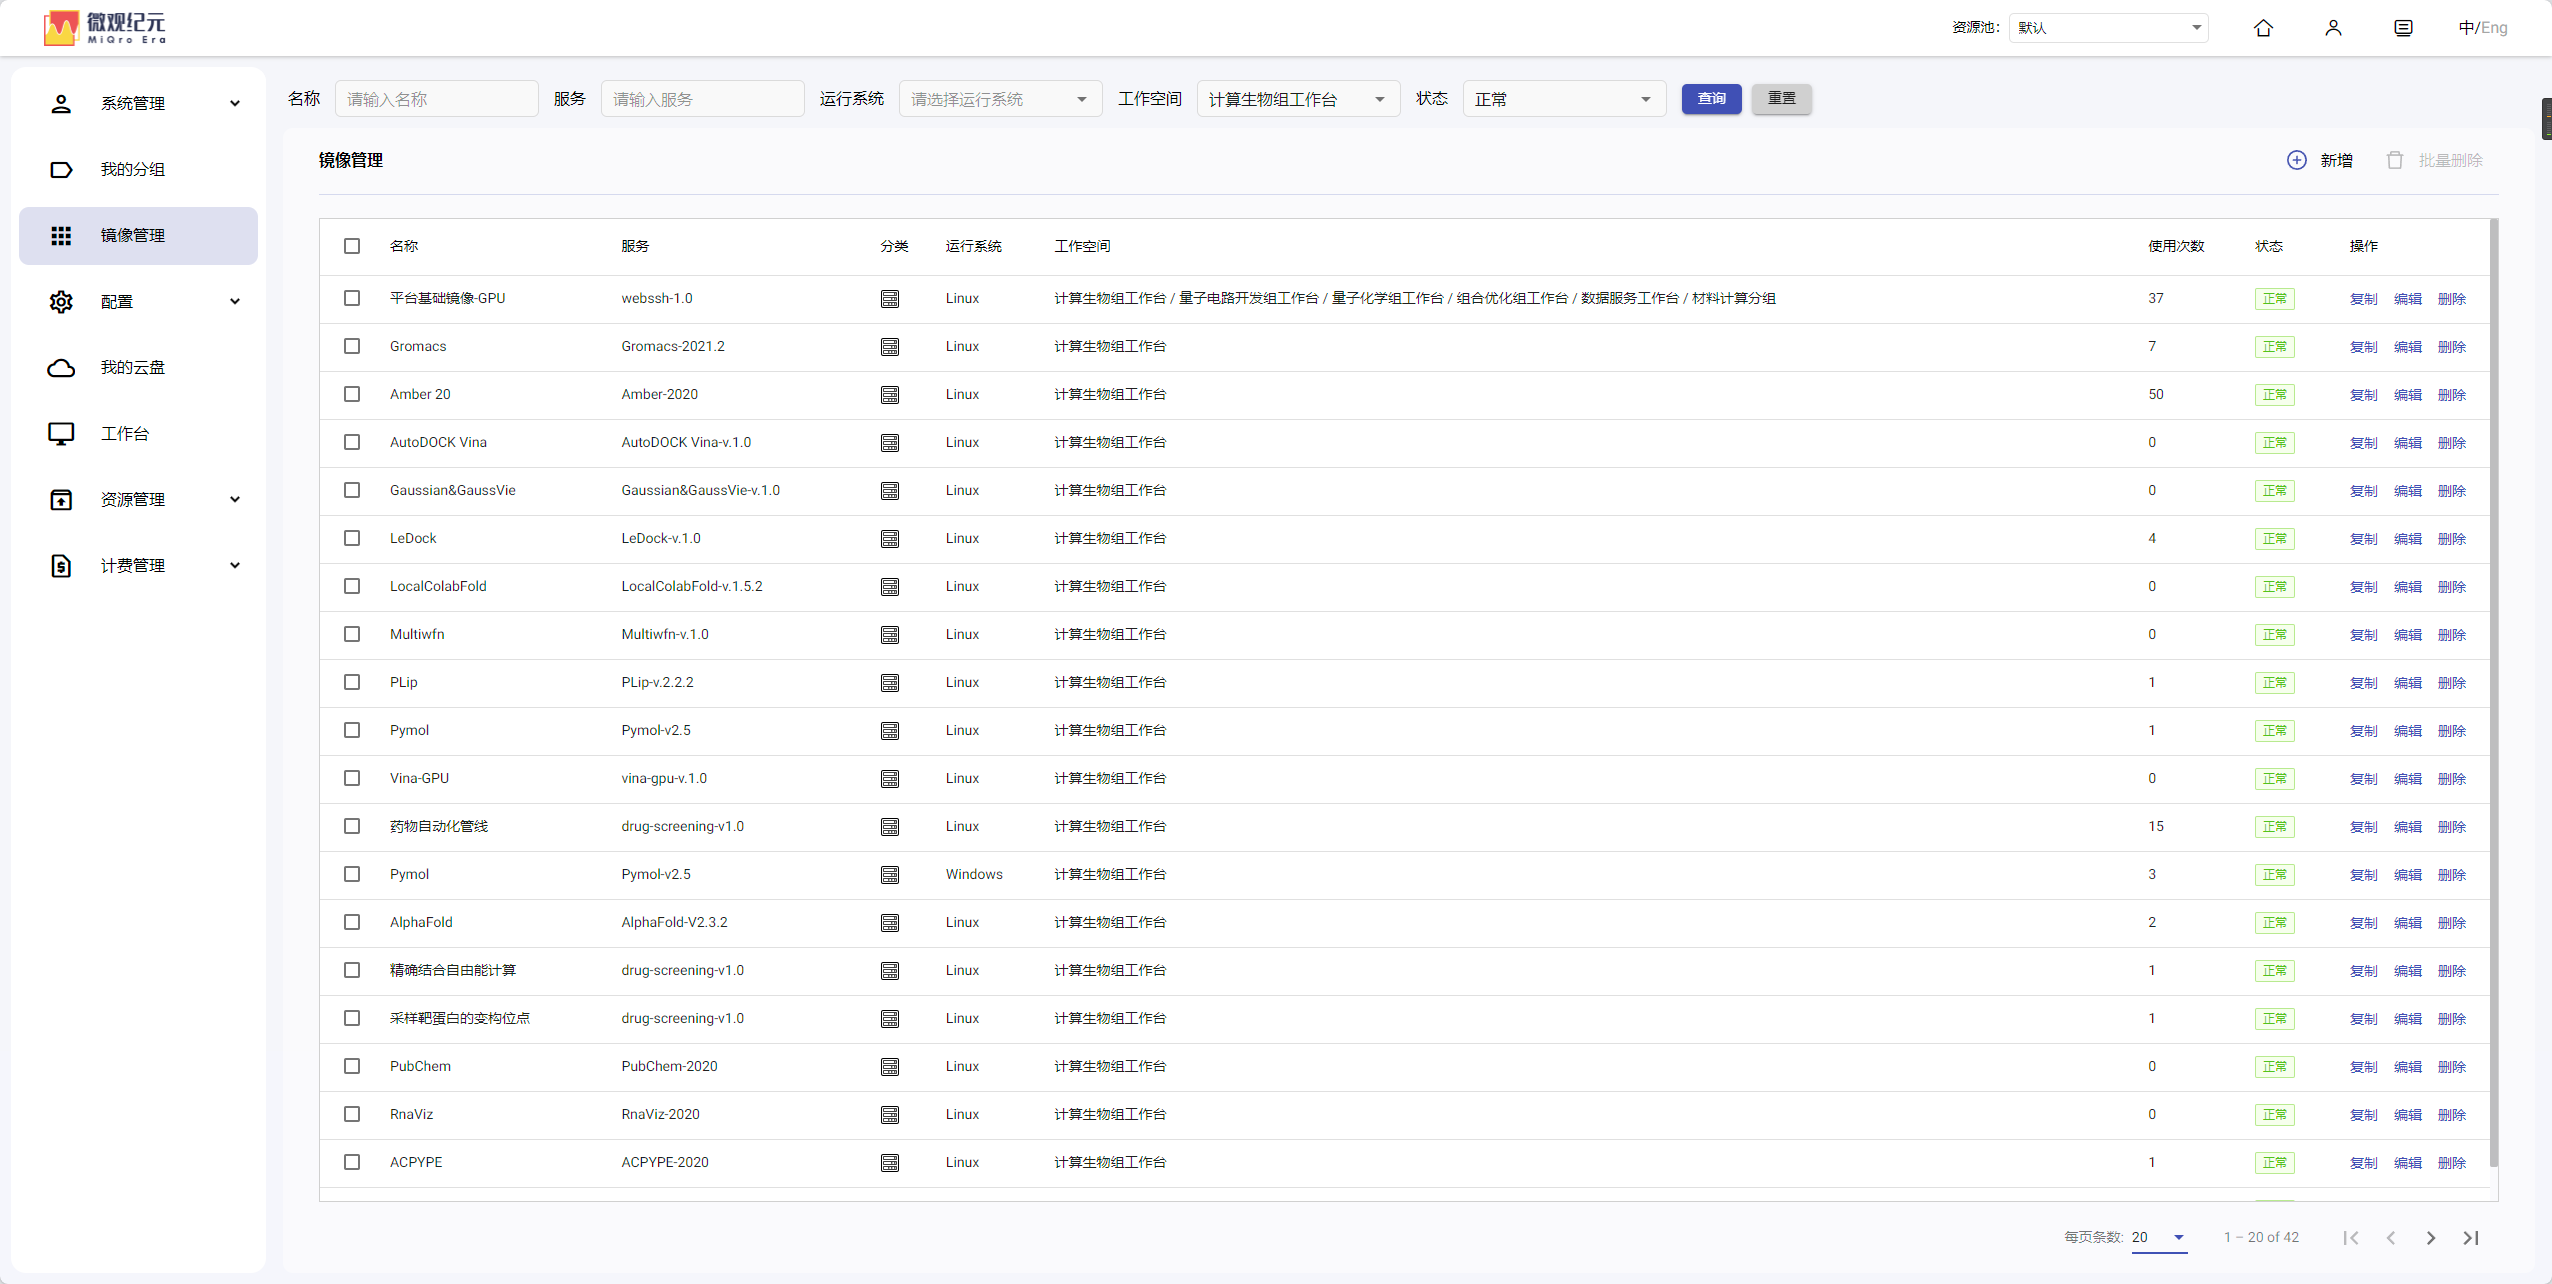 微观纪元
MiQro Era
资源池: 默认 中/Eng
系统管理
我的分组
镜像管理
配置
我的云盘
工作台
资源管理
计费管理
名称 请输入名称 服务 请输入服务 运行系统 请选择运行系统 工作空间 计算生物组工作台 状态 正常 查询 重置
镜像管理 新增 批量删除
名称 服务 分类 运行系统 工作空间 使用次数 状态 操作
平台基础镜像-GPU webssh-1.0 Linux 计算生物组工作台 / 量子电路开发组工作台 / 量子化学组工作台 / 组合优化组工作台 / 数据服务工作台 / 材料计算分组 37 正常 复制 编辑 删除
Gromacs Gromacs-2021.2 Linux 计算生物组工作台 7 正常 复制 编辑 删除
Amber 20 Amber-2020 Linux 计算生物组工作台 50 正常 复制 编辑 删除
AutoDOCK Vina AutoDOCK Vina-v.1.0 Linux 计算生物组工作台 0 正常 复制 编辑 删除
Gaussian&GaussVie Gaussian&GaussVie-v.1.0 Linux 计算生物组工作台 0 正常 复制 编辑 删除
LeDock LeDock-v.1.0 Linux 计算生物组工作台 4 正常 复制 编辑 删除
LocalColabFold LocalColabFold-v.1.5.2 Linux 计算生物组工作台 0 正常 复制 编辑 删除
Multiwfn Multiwfn-v.1.0 Linux 计算生物组工作台 0 正常 复制 编辑 删除
PLip PLip-v.2.2.2 Linux 计算生物组工作台 1 正常 复制 编辑 删除
Pymol Pymol-v2.5 Linux 计算生物组工作台 1 正常 复制 编辑 删除
Vina-GPU vina-gpu-v.1.0 Linux 计算生物组工作台 0 正常 复制 编辑 删除
药物自动化管线 drug-screening-v1.0 Linux 计算生物组工作台 15 正常 复制 编辑 删除
Pymol Pymol-v2.5 Windows 计算生物组工作台 3 正常 复制 编辑 删除
AlphaFold AlphaFold-V2.3.2 Linux 计算生物组工作台 2 正常 复制 编辑 删除
精确结合自由能计算 drug-screening-v1.0 Linux 计算生物组工作台 1 正常 复制 编辑 删除
采样靶蛋白的变构位点 drug-screening-v1.0 Linux 计算生物组工作台 1 正常 复制 编辑 删除
PubChem PubChem-2020 Linux 计算生物组工作台 0 正常 复制 编辑 删除
RnaViz RnaViz-2020 Linux 计算生物组工作台 0 正常 复制 编辑 删除
ACPYPE ACPYPE-2020 Linux 计算生物组工作台 1 正常 复制 编辑 删除
每页条数: 20 1 – 20 of 42